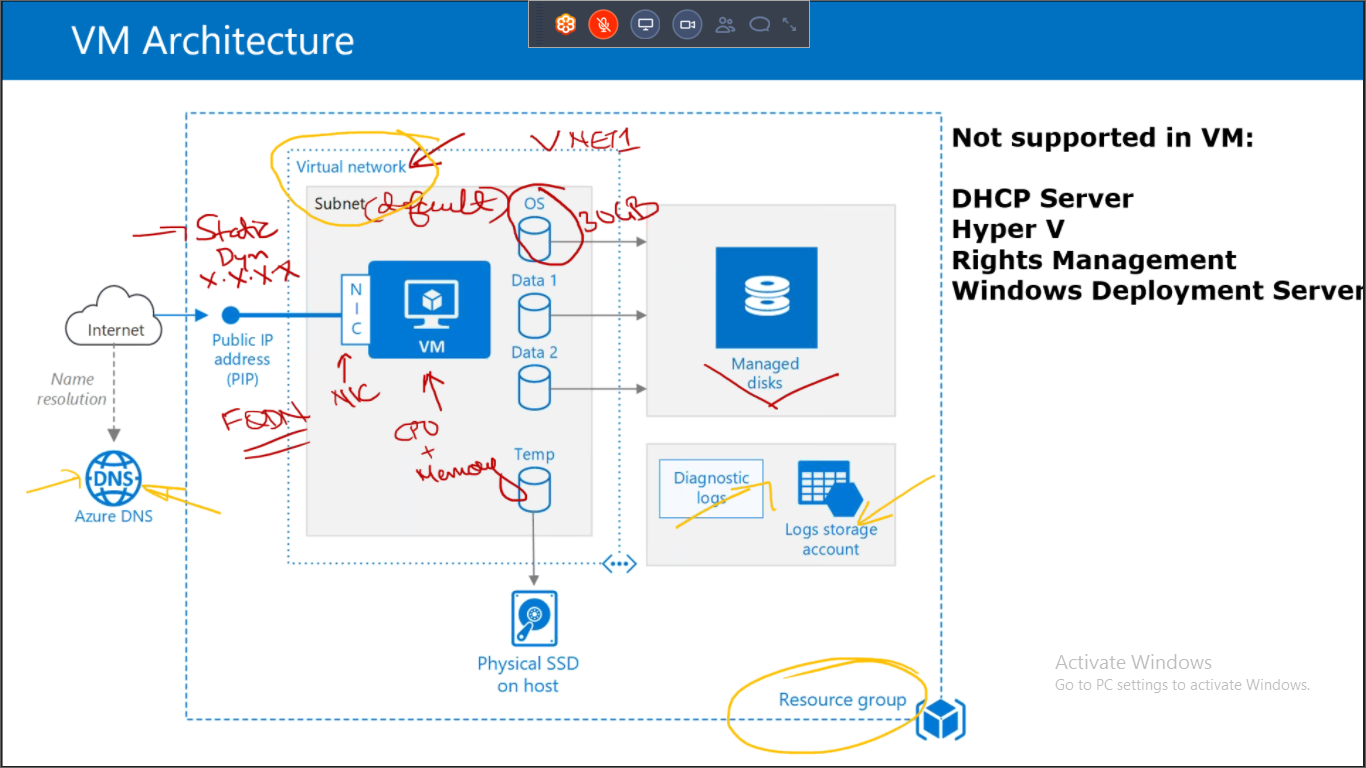 VM Architecture
Not supported in VM:
DHCP Server
Hyper V
Rights Management
Windows Deployment Server
VNET1
Virtual network
Subnet (default)
OS
30GB
Static
Dyn
X.X.X.X
Data 1
NIC
VM
Internet
Public IP
address
(PIP)
Data 2
Managed
disks
Name
resolution
NIC
FQDN
CPU
+
Memory
Temp
DNS
Azure DNS
Diagnostic
logs
Logs storage
account
Physical SSD
on host
Resource group
Activate Windows
Go to PC settings to activate Windows.